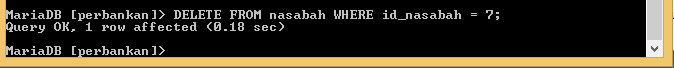 MariaDB [perbankan]> DELETE FROM nasabah WHERE id_nasabah = 7;
Query OK, 1 row affected (0.18 sec)
MariaDB [perbankan]>